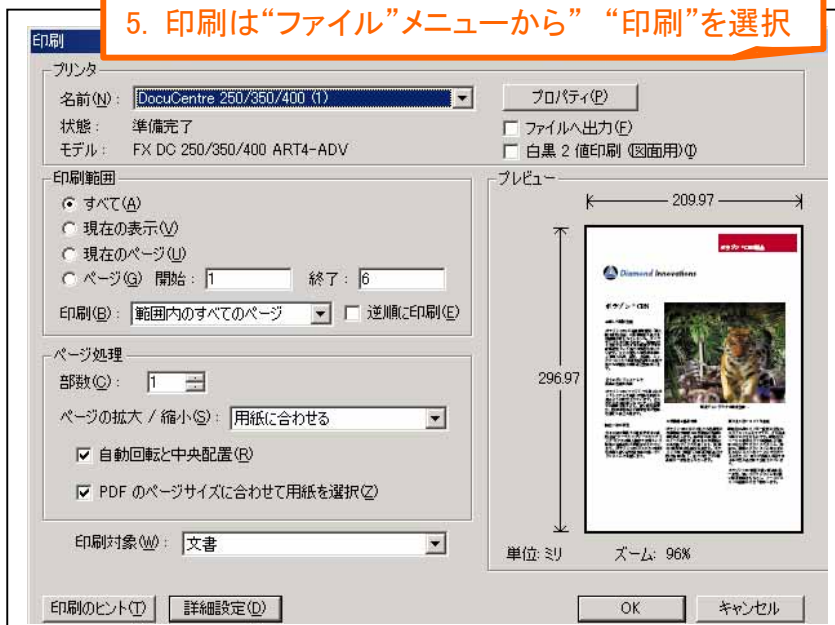 5. 印刷は“ファイル”メニューから” “印刷”を選択
印刷
プリンタ
名前(N): DocuCentre 250/350/400 (1)
プロパティ(P)
状態: 準備完了
ファイルへ出力(F)
モデル: FX DC 250/350/400 ART4-ADV
白黒 2 値印刷 (図面用)(I)
印刷範囲
すべて(A)
現在の表示(V)
現在のページ(U)
ページ(G) 開始: 1 終了: 6
印刷(B): 範囲内のすべてのページ
逆順に印刷(E)
ページ処理
部数(C): 1
ページの拡大 / 縮小(S): 用紙に合わせる
自動回転と中央配置(R)
PDF のページサイズに合わせて用紙を選択(Z)
印刷対象(W): 文書
プレビュー
209.97
296.97
Diamond Innovations
ボラゾン CBN
単位: ミリ
ズーム: 96%
印刷のヒント(T)
詳細設定(D)
OK
キャンセル